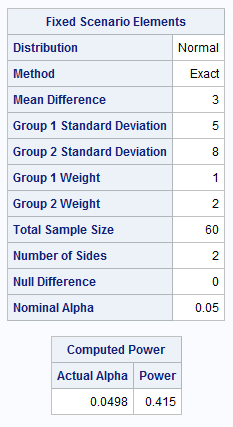 Fixed Scenario Elements
Distribution Normal
Method Exact
Mean Difference 3
Group 1 Standard Deviation 5
Group 2 Standard Deviation 8
Group 1 Weight 1
Group 2 Weight 2
Total Sample Size 60
Number of Sides 2
Null Difference 0
Nominal Alpha 0.05
Computed Power
Actual Alpha Power
0.0498 0.415